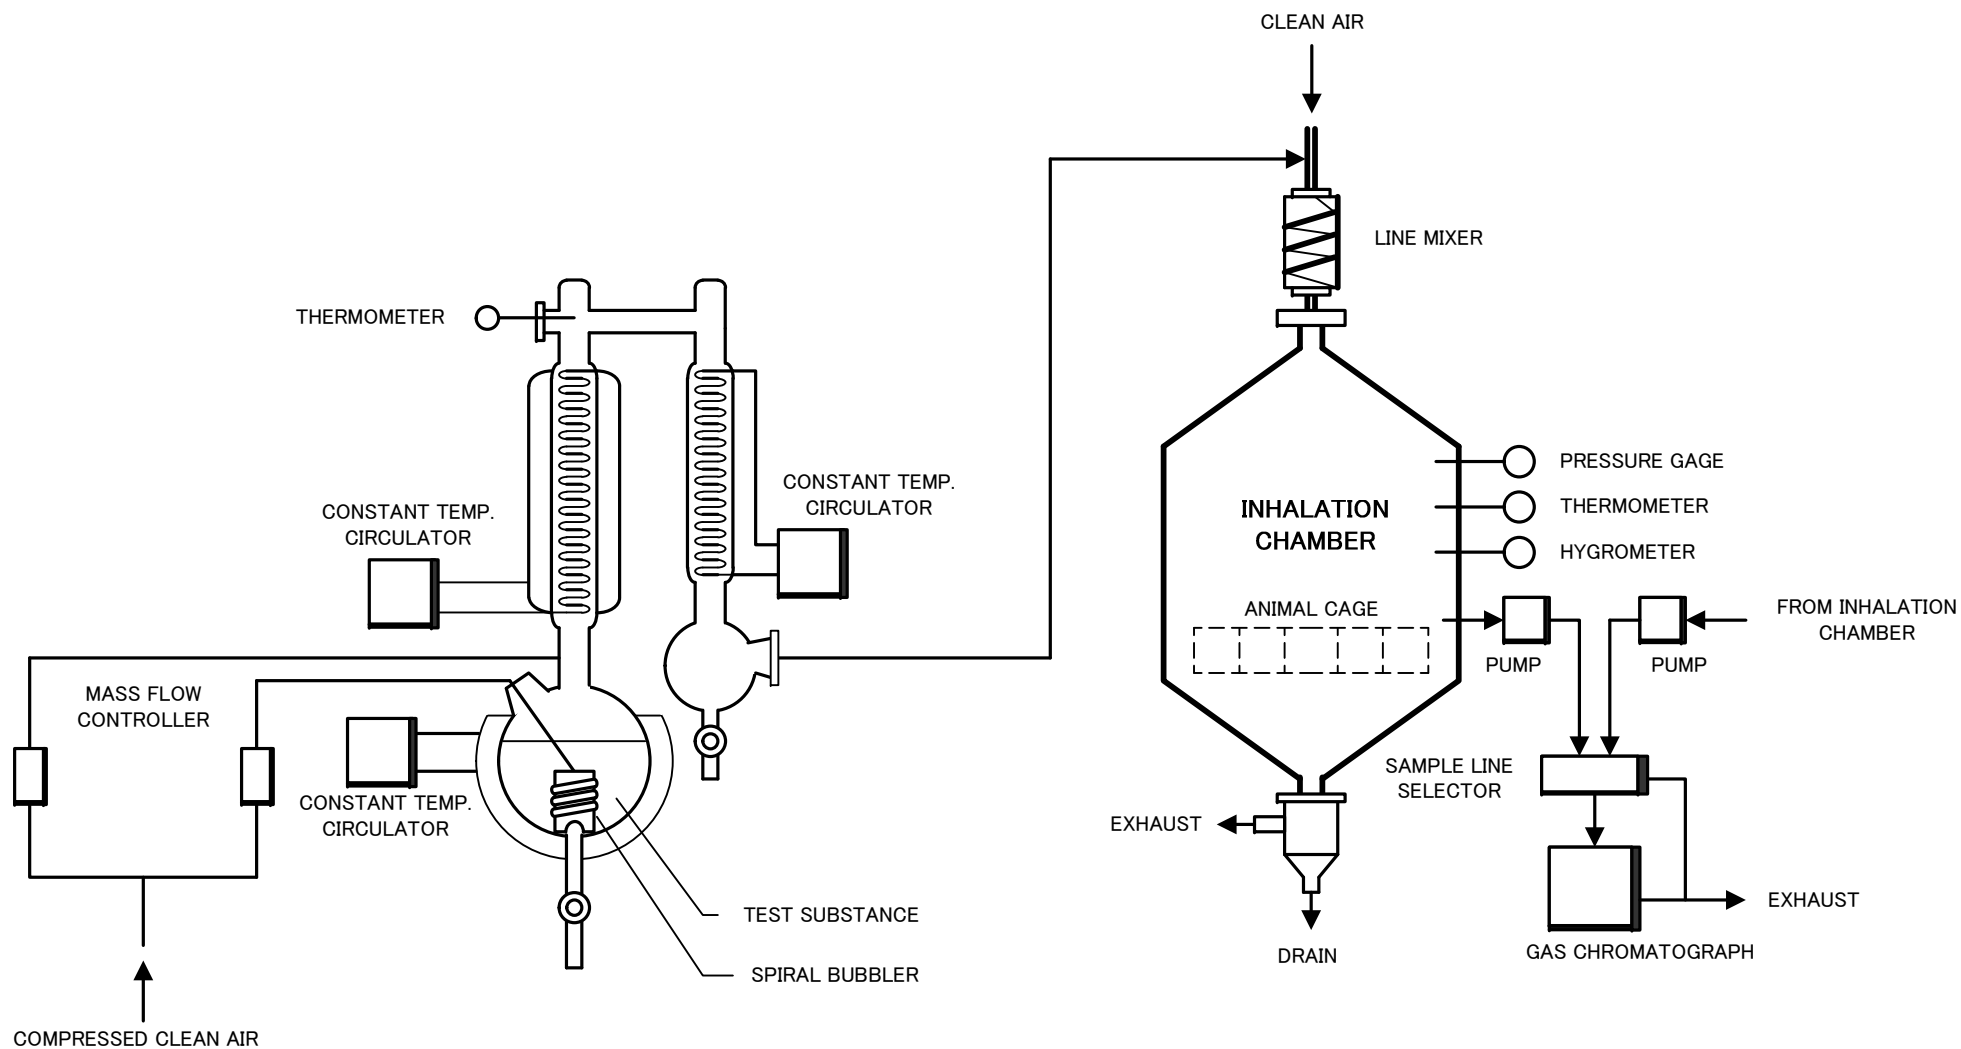 CLEAN AIR
LINE MIXER
THERMOMETER
PRESSURE GAGE
CONSTANT TEMP.
CIRCULATOR
CONSTANT TEMP.
CIRCULATOR
INHALATION
CHAMBER
THERMOMETER
HYGROMETER
ANIMAL CAGE
FROM INHALATION
CHAMBER
PUMP
PUMP
MASS FLOW
CONTROLLER
SAMPLE LINE
SELECTOR
CONSTANT TEMP.
CIRCULATOR
EXHAUST
EXHAUST
TEST SUBSTANCE
GAS CHROMATOGRAPH
DRAIN
SPIRAL BUBBLER
COMPRESSED CLEAN AIR